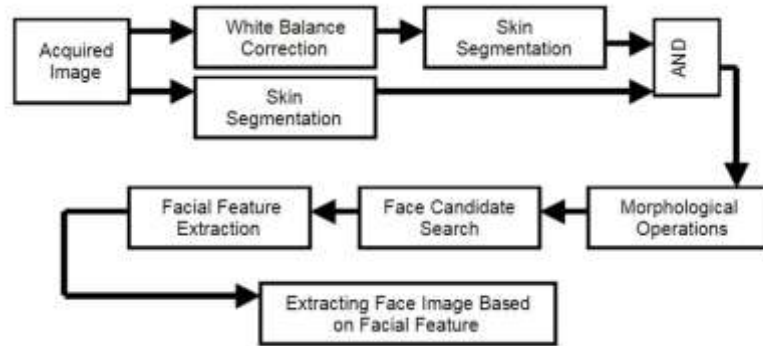 Acquired
Image
White Balance
Correction
Skin
Segmentation
AND
Skin
Segmentation
Facial Feature
Extraction
Face Candidate
Search
Morphological
Operations
Extracting Face Image Based
on Facial Feature